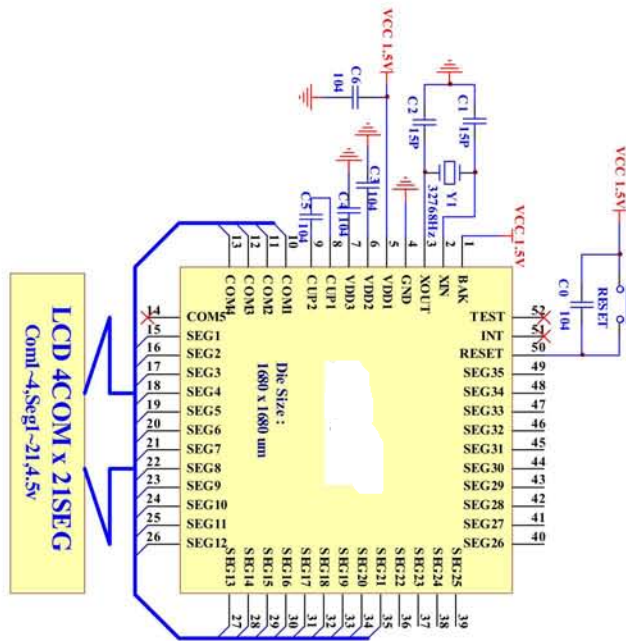 VCC 1.5V
C6
104
C2
15P
C1
15P
Y1
32768Hz
VCC 1.5V
VCC 1.5V
C0
104
RESET
C3
104
C4
104
C5
104
13
12
11
10
9
8
7
6
5
4
3
2
1
COM4
COM3
COM2
COM1
CUP2
CUP1
VDD3
VDD2
VDD1
GND
XOUT
XIN
BAK
14 COM5
15 SEG1
16 SEG2
17 SEG3
18 SEG4
19 SEG5
20 SEG6
21 SEG7
22 SEG8
23 SEG9
24 SEG10
25 SEG11
26 SEG12
TEST 52
INT 51
RESET 50
SEG35 49
SEG34 48
SEG33 47
SEG32 46
SEG31 45
SEG30 44
SEG29 43
SEG28 42
SEG27 41
SEG26 40
Die Size :
1680 x 1680 um
SEG13
SEG14
SEG15
SEG16
SEG17
SEG18
SEG19
SEG20
SEG21
SEG22
SEG23
SEG24
SEG25
27
28
29
30
31
32
33
34
35
36
37
38
39
LCD 4COM x 21SEG
Com1~4,Seg1~21,4.5v